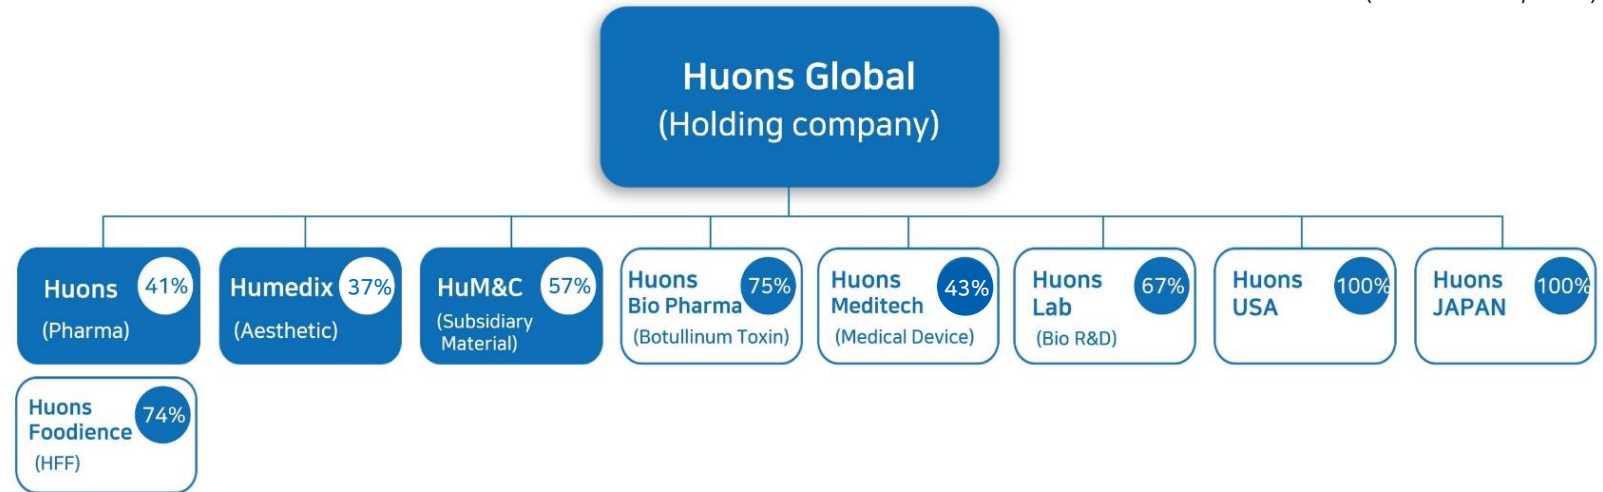 Huons Global
(Holding company)
Huons 41%
(Pharma)
Humedix 37%
(Aesthetic)
HuM&C 57%
(Subsidiary
Material)
Huons
Bio Pharma 75%
(Botullinum Toxin)
Huons
Meditech 43%
(Medical Device)
Huons
Lab 67%
(Bio R&D)
Huons
USA 100%
Huons
JAPAN 100%
Huons
Foodience 74%
(HFF)